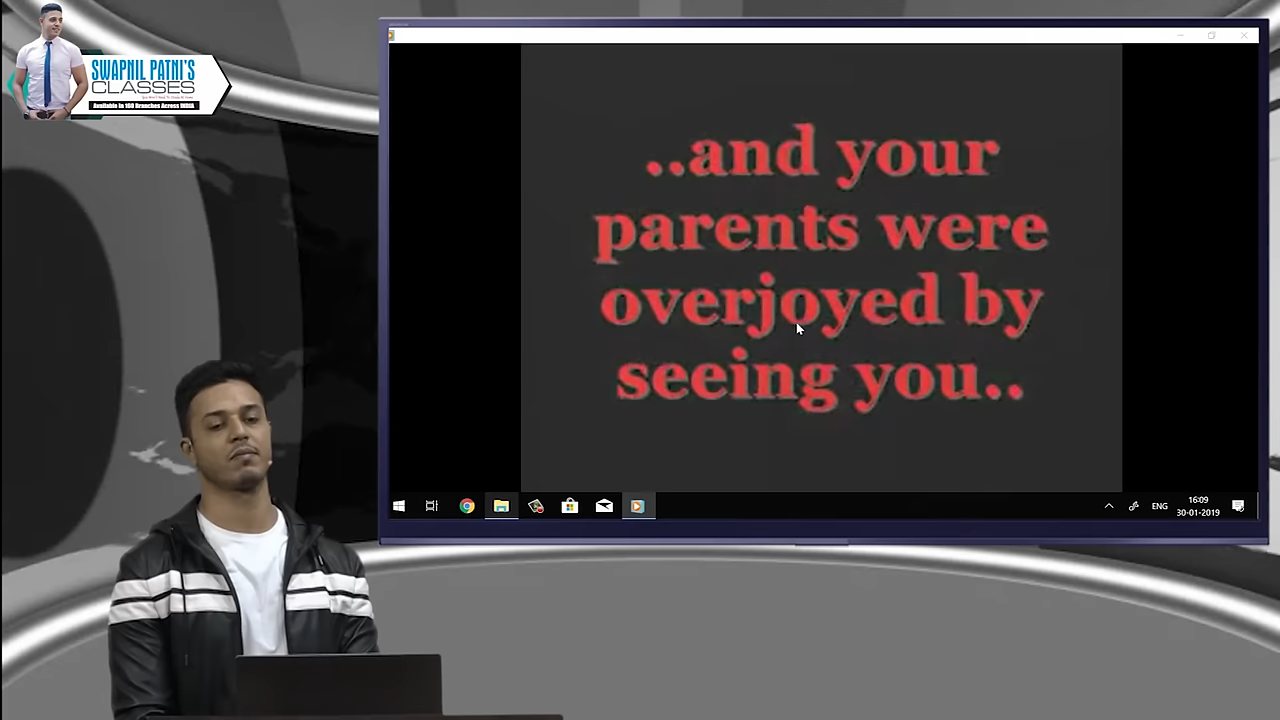 SWAPNIL PATNI'S
CLASSES
Available in 160 Branches Across INDIA
..and your
parents were
overjoyed by
seeing you..
ENG
16:09
30-01-2019